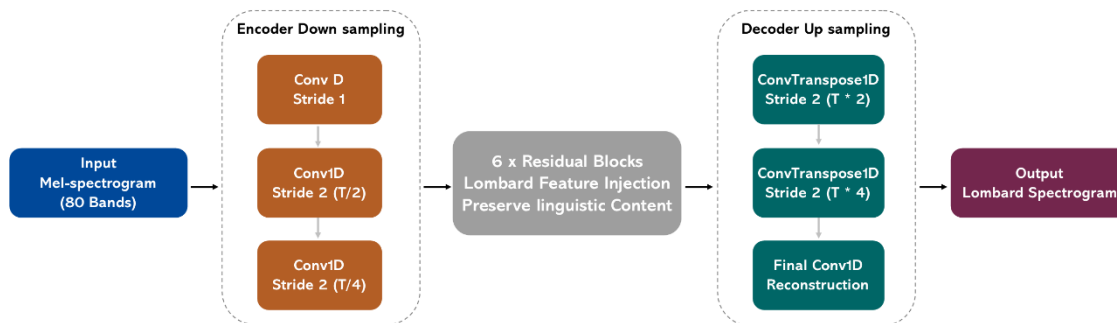 Encoder Down sampling
Conv D
Stride 1
Conv1D
Stride 2 (T/2)
Conv1D
Stride 2 (T/4)
Input
Mel-spectrogram
(80 Bands)
6 x Residual Blocks
Lombard Feature Injection
Preserve linguistic Content
Decoder Up sampling
ConvTranspose1D
Stride 2 (T * 2)
ConvTranspose1D
Stride 2 (T * 4)
Final Conv1D
Reconstruction
Output
Lombard Spectrogram